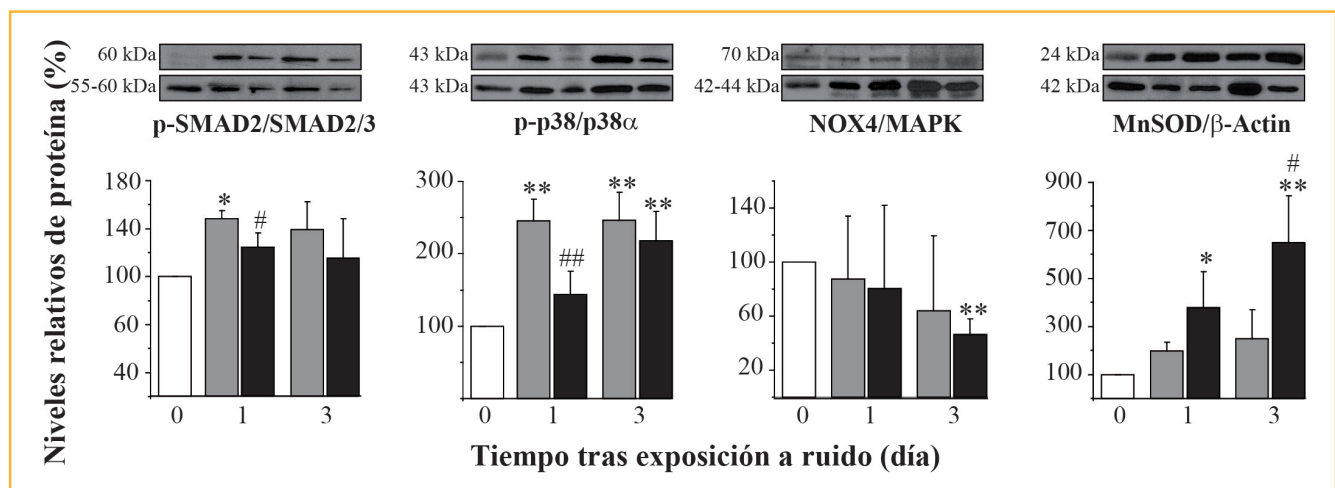 Niveles relativos de proteína (%)
60 kDa
55-60 kDa
p-SMAD2/SMAD2/3
43 kDa
43 kDa
p-p38/p38α
70 kDa
42-44 kDa
NOX4/MAPK
24 kDa
42 kDa
MnSOD/β-Actin
180
140
100
60
40
*
#
0 1 3
300
200
100
**
##
**
**
0 1 3
140
100
60
20
**
0 1 3
900
700
500
300
100
*
#
**
0 1 3
Tiempo tras exposición a ruido (día)